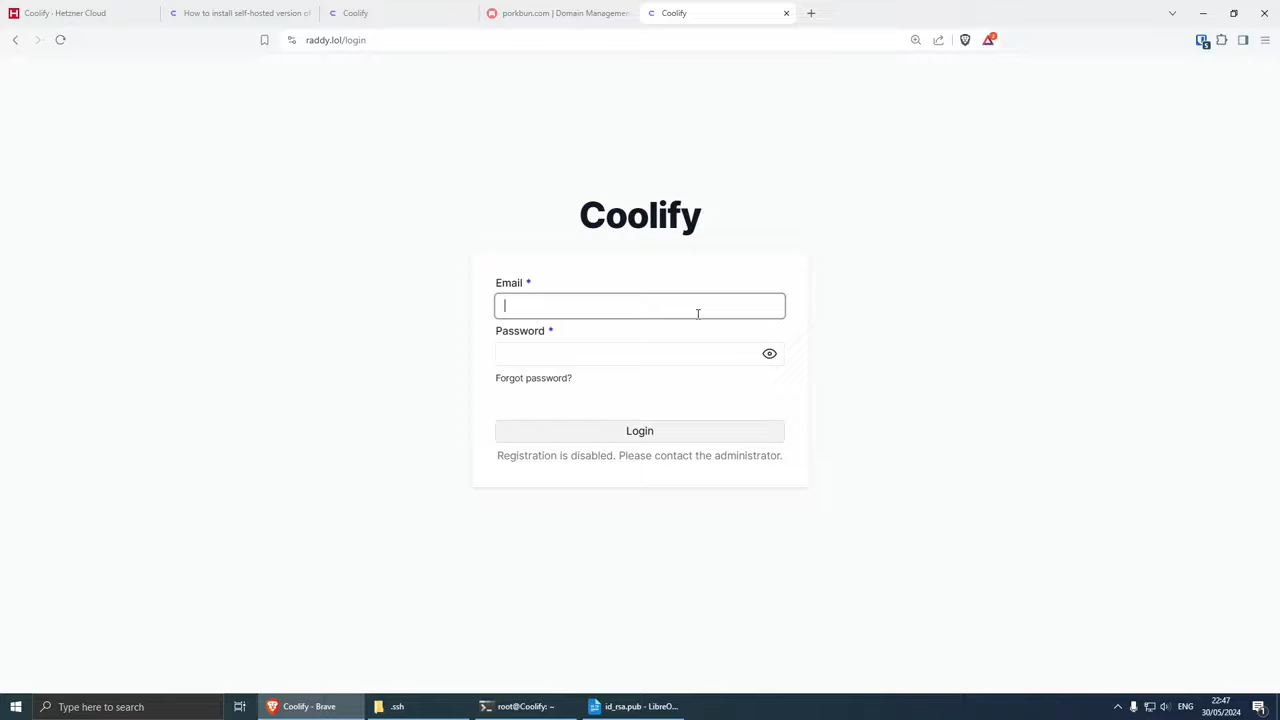 Coolify - Hetzner Cloud
How to install self-hosted version of
Coolify
porkbun.com | Domain Manageme
Coolify
raddy.lol/login
Coolify
Email *
Password *
Forgot password?
Login
Registration is disabled. Please contact the administrator.
Type here to search
Coolify - Brave
.ssh
root@Coolify: ~
id_rsa.pub - LibreO...
ENG
22:47
30/05/2024